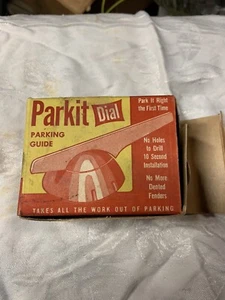 Parkit Dial
PARKING
GUIDE
Park It Right
the First Time
No Holes
to Drill
10 Second
Installation
No More
Dented
Fenders
TAKES ALL THE WORK OUT OF PARKING